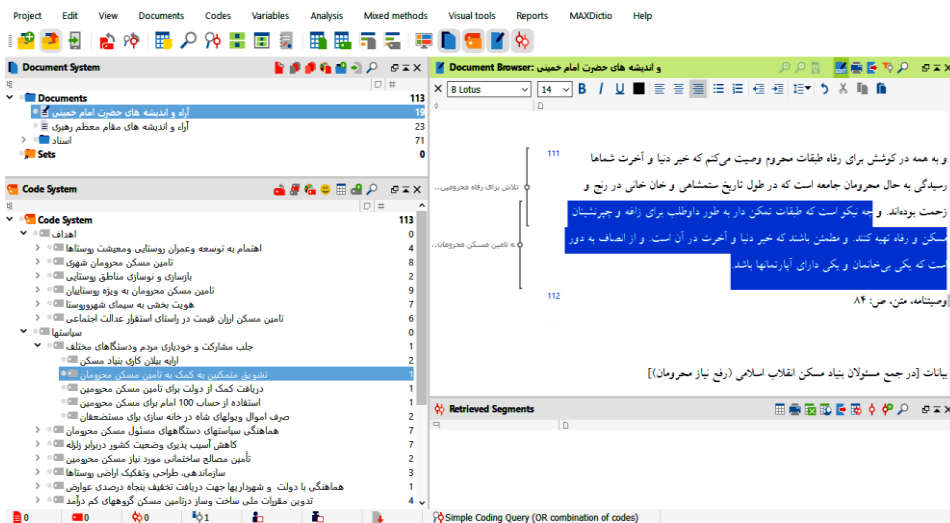 Project Edit View Documents Codes Variables Analysis Mixed methods Visual tools Reports MAXDictio Help
Document System
Documents 113
آراء و اندیشه های حضرت امام خمینی 19
آراء و اندیشه های مقام معظم رهبری 23
اسناد 71
Sets 0
Code System
Code System 113
اهداف 0
اهتمام به توسعه وعمران روستایی ومعیشت روستاها 4
تامین مسکن محرومان شهری 8
بازسازی و نوسازی مناطق روستایی 2
تامین مسکن محرومان به ویژه روستاییان 9
هویت بخشی به سیمای شهرو‌روستا 7
تامین مسکن ارزان قیمت در راستای استقرار عدالت اجتماعی 6
سیاستها 0
جلب مشارکت و خودیاری مردم ودستگاههای مختلف 1
ارایه بیلان کاری بنیاد مسکن 2
تشویق متمکنین به کمک به تامین مسکن محرومان 1
دریافت کمک از دولت برای تامین مسکن محرومین 1
استفاده از حساب 100 امام برای مسکن محرومین 1
صرف اموال وپولهای شاه در خانه سازی برای مستضعفان 2
هماهنگی سیاستهای دستگاههای مسئول مسکن محرومان 7
کاهش آسیب پذیری وضعیت کشور دربرابر زلزله 7
تأمین مصالح ساختمانی مورد نیاز مسکن محرومین 2
سازماندهی، طراحی وتفکیک اراضی روستاها 3
هماهنگی با دولت و شهرداریها جهت دریافت تخفیف پنجاه درصدی عوارض 1
تدوین مقررات ملی ساخت وساز درتامین مسکن گروههای کم درآمد 4
0 0 0 1
Document Browser: و اندیشه های حضرت امام خمینی
B Lotus 14 B I U
111
و به همه در کوشش برای رفاه طبقات محروم وصیت می‌کنم که خیر دنیا و آخرت شماها
رسیدگی به حال محرومان جامعه است که در طول تاریخ ستمشاهی و خان خانی در رنج و
زحمت بوده‌اند. و چه نیکو است که طبقات تمکن دار به طور داوطلب برای زاغه و چپرنشینان
مسکن و رفاه تهیه کنند. و مطمئن باشند که خیر دنیا و آخرت در آن است. و از انصاف به دور
است که یکی بی‌خانمان و یکی دارای آپارتمانها باشد.
تلاش برای رفاه محرومین..
به تامین مسکن محرومان..
112
وصیتنامه، متن، ص: ۸۴
بیانات [در جمع مسئولان بنیاد مسکن انقلاب اسلامی (رفع نیاز محرومان)]
Retrieved Segments
Simple Coding Query (OR combination of codes)